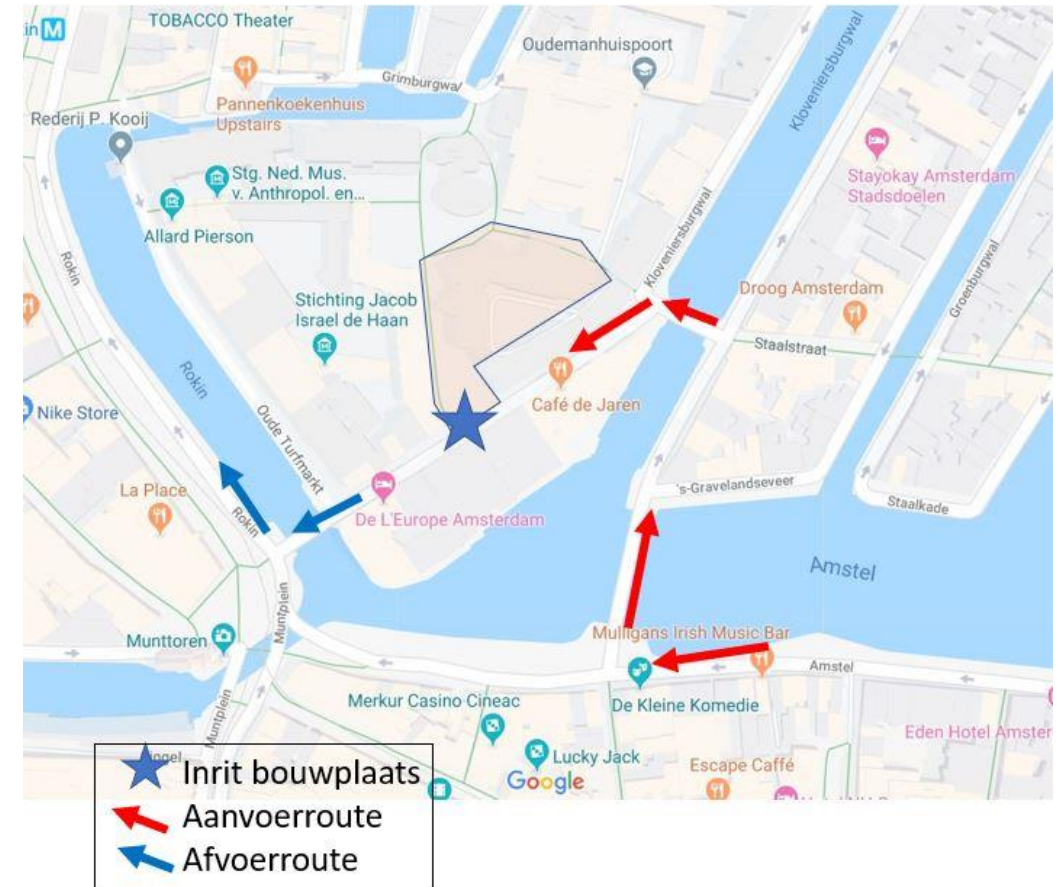 in M
TOBACCO Theater
Oudemanhuispoort
Grimburgwal
Pannenkoekenhuis
Upstairs
Rederij P. Kooij
Kloveniersburgwal
Kloveniersburgwal
Stg. Ned. Mus.
v. Anthropol. en...
Stayokay Amsterdam
Stadsdoelen
Allard Pierson
Kloveniersburgwal
Groenburgwal
Rokin
Stichting Jacob
Israel de Haan
Droog Amsterdam
Staalstraat
Rokin
Café de Jaren
Nike Store
Oude Turfmarkt
La Place
's-Gravelandseveer
Staalkade
Rokin
De L'Europe Amsterdam
Amstel
Muntplein
Munttoren
Mulligans Irish Music Bar
Amstel
Merkur Casino Cineac
De Kleine Komedie
Muntplein
Eden Hotel Amster
Lucky Jack
Escape Caffé
Google
Inrit bouwplaats
Aanvoerroute
Afvoerroute